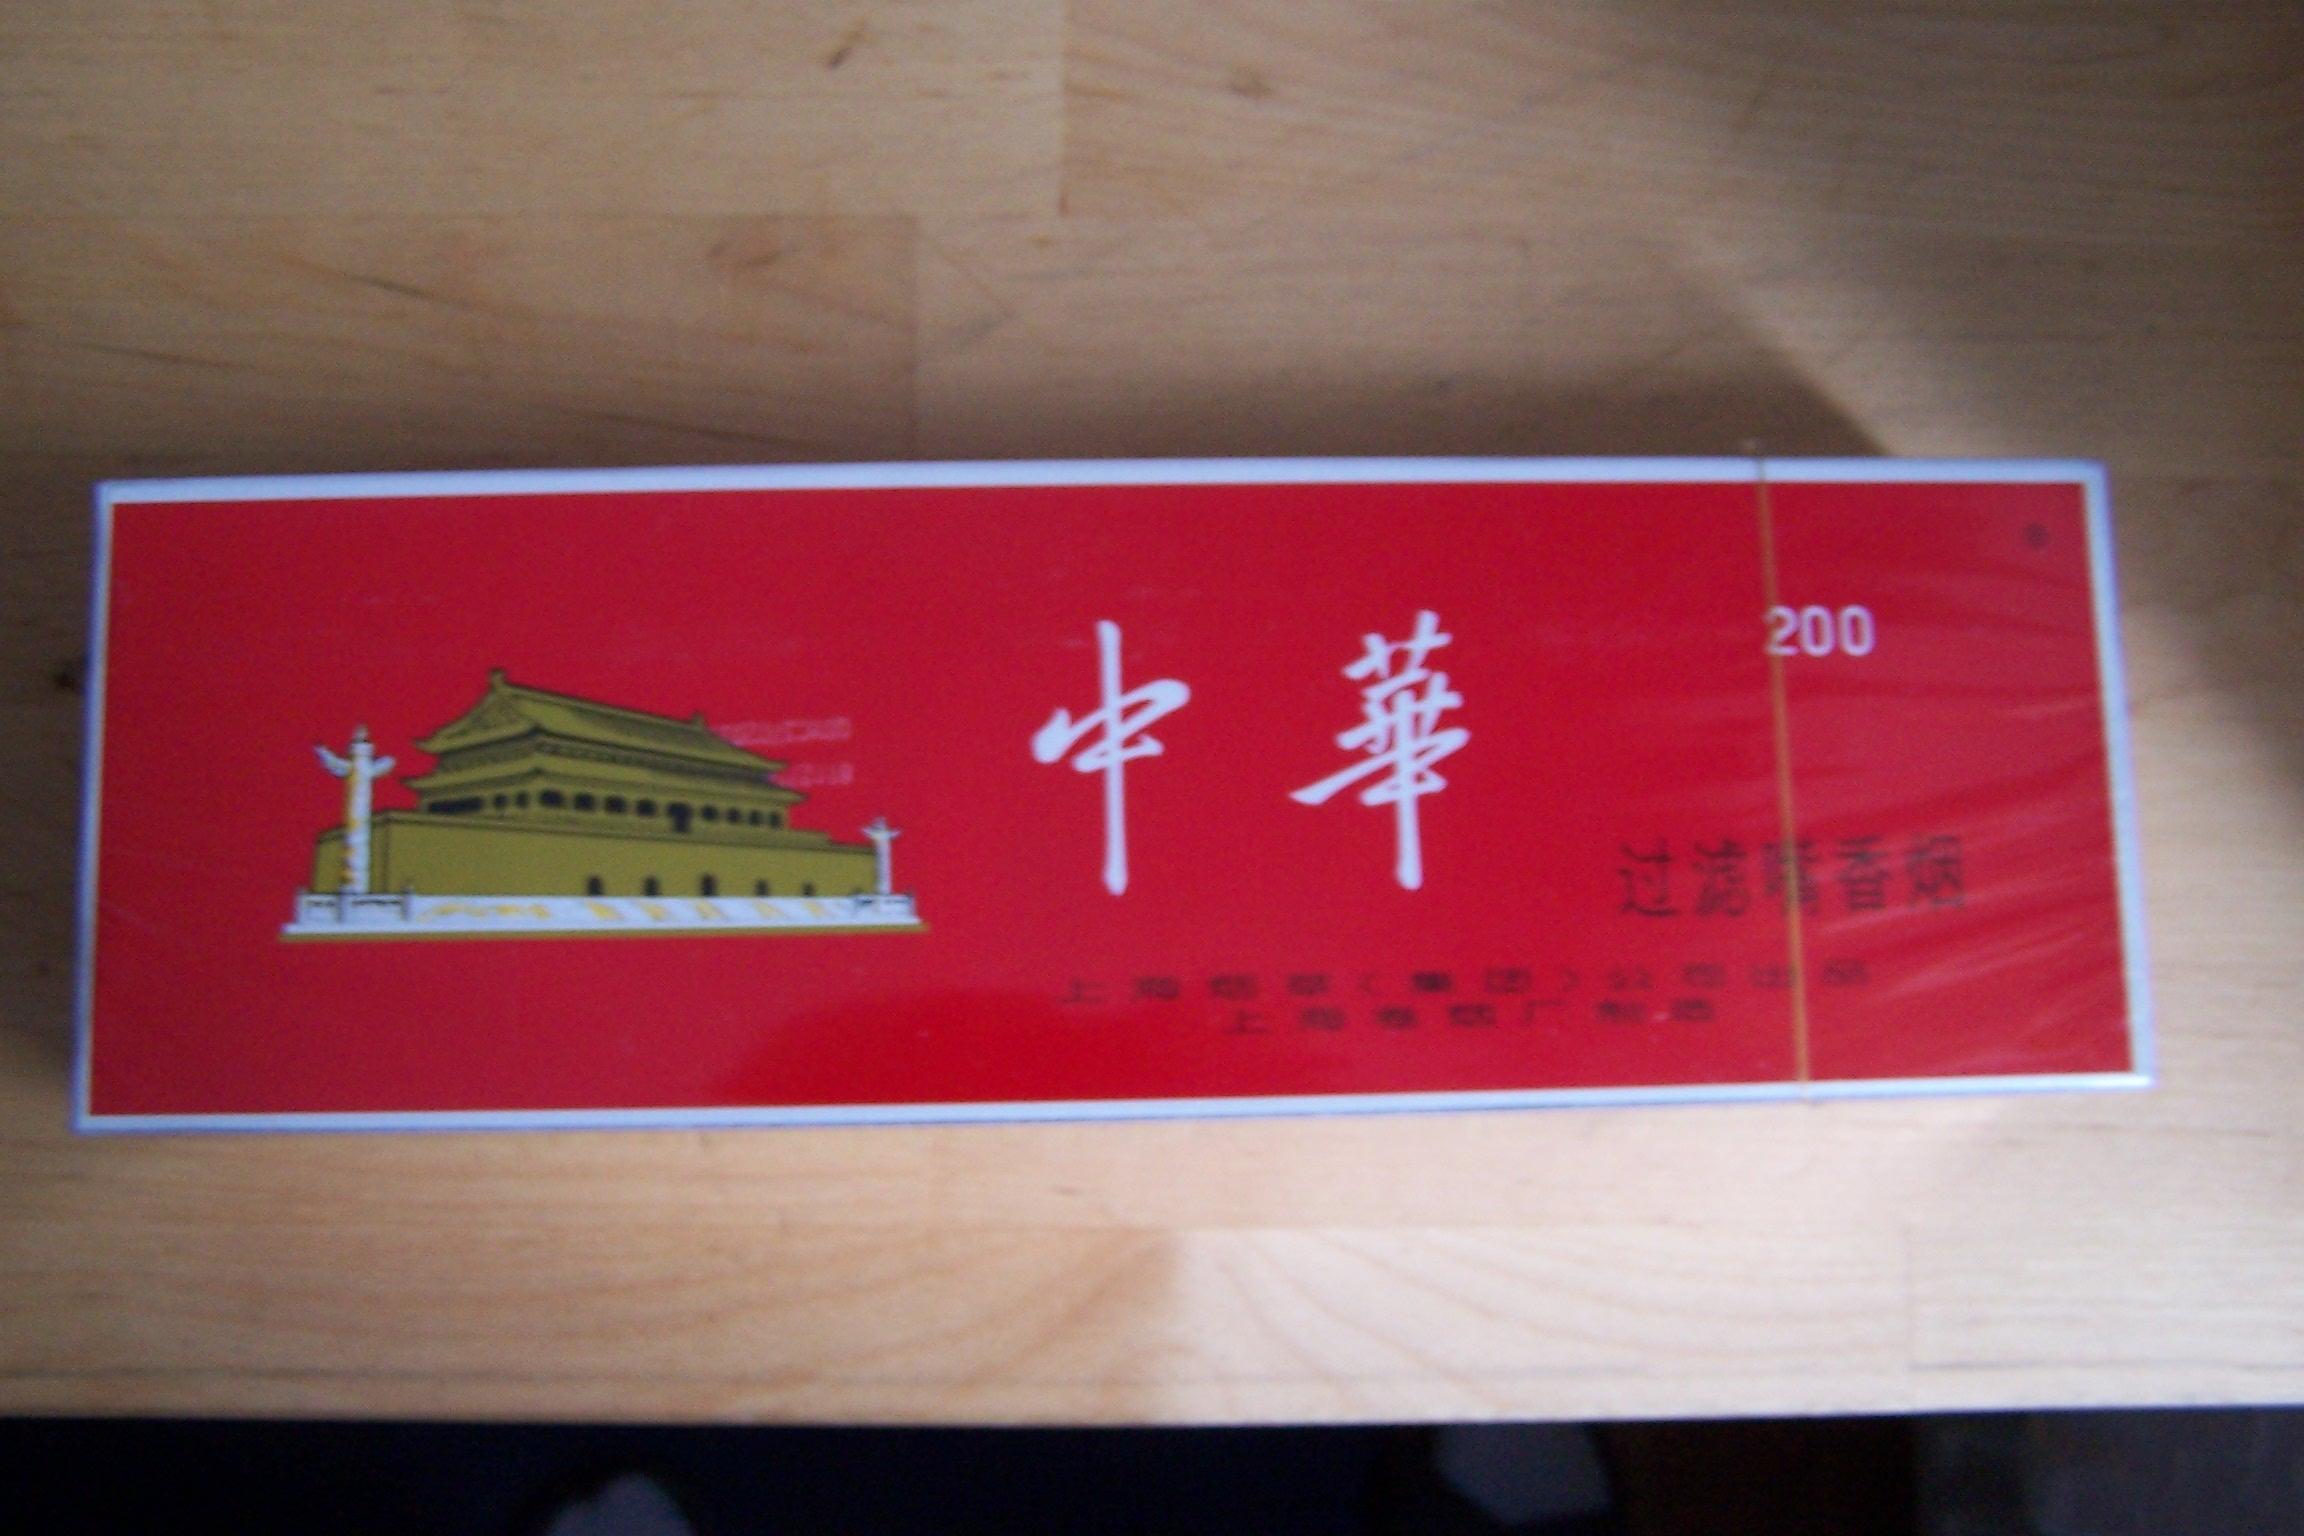 中華
200
过滤嘴香烟
上海烟草(集团)公司出品
上海卷烟厂制造